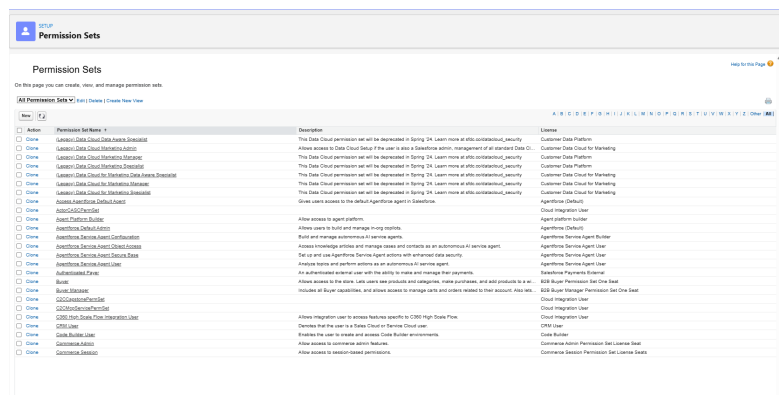 SETUP
Permission Sets
Permission Sets
Help for this Page
On this page you can create, view, and manage permission sets.
All Permission Sets Edit | Delete | Create New View
New
A | B | C | D | E | F | G | H | I | J | K | L | M | N | O | P | Q | R | S | T | U | V | W | X | Y | Z | Other | All
Action Permission Set Name ↑ Description License
Clone (Legacy) Data Cloud Data Aware Specialist This Data Cloud permission set will be deprecated in Spring '24. Learn more at sfdc.co/datacloud_security Customer Data Platform
Clone (Legacy) Data Cloud Marketing Admin Allows access to Data Cloud Setup if the user is also a Salesforce admin, management of all standard Data Cl... Customer Data Cloud for Marketing
Clone (Legacy) Data Cloud Marketing Manager This Data Cloud permission set will be deprecated in Spring '24. Learn more at sfdc.co/datacloud_security Customer Data Platform
Clone (Legacy) Data Cloud Marketing Specialist This Data Cloud permission set will be deprecated in Spring '24. Learn more at sfdc.co/datacloud_security Customer Data Platform
Clone (Legacy) Data Cloud for Marketing Data Aware Specialist This Data Cloud permission set will be deprecated in Spring '24. Learn more at sfdc.co/datacloud_security Customer Data Cloud for Marketing
Clone (Legacy) Data Cloud for Marketing Manager This Data Cloud permission set will be deprecated in Spring '24. Learn more at sfdc.co/datacloud_security Customer Data Cloud for Marketing
Clone (Legacy) Data Cloud for Marketing Specialist This Data Cloud permission set will be deprecated in Spring '24. Learn more at sfdc.co/datacloud_security Customer Data Cloud for Marketing
Clone Access Agentforce Default Agent Gives users access to the default Agentforce agent in Salesforce. Agentforce (Default)
Clone ActorCASCPermSet Cloud Integration User
Clone Agent Platform Builder Allow access to agent platform. Agent platform builder
Clone Agentforce Default Admin Allows users to build and manage in-org copilots. Agentforce (Default)
Clone Agentforce Service Agent Configuration Build and manage autonomous AI service agents. Agentforce Service Agent Builder
Clone Agentforce Service Agent Object Access Access knowledge articles and manage cases and contacts as an autonomous AI service agent. Agentforce Service Agent User
Clone Agentforce Service Agent Secure Base Set up and use Agentforce Service Agent actions with enhanced data security. Agentforce Service Agent User
Clone Agentforce Service Agent User Analyze topics and perform actions as an autonomous AI service agent. Agentforce Service Agent User
Clone Authenticated Payer An authenticated external user with the ability to make and manage their payments. Salesforce Payments External
Clone Buyer Allows access to the store. Lets users see products and categories, make purchases, and add products to a wi... B2B Buyer Permission Set One Seat
Clone Buyer Manager Includes all Buyer capabilities, and allows access to manage carts and orders related to their account. Also lets... B2B Buyer Manager Permission Set One Seat
Clone C2CCapstonePermSet Cloud Integration User
Clone C2CMcpServicePermSet Cloud Integration User
Clone C360 High Scale Flow Integration User Allows integration user to access features specific to C360 High Scale Flow. Cloud Integration User
Clone CRM User Denotes that the user is a Sales Cloud or Service Cloud user. CRM User
Clone Code Builder User Enables the user to create and access Code Builder environments. Code Builder
Clone Commerce Admin Allow access to commerce admin features. Commerce Admin Permission Set License Seat
Clone Commerce Session Allow access to session-based permissions. Commerce Session Permission Set License Seats